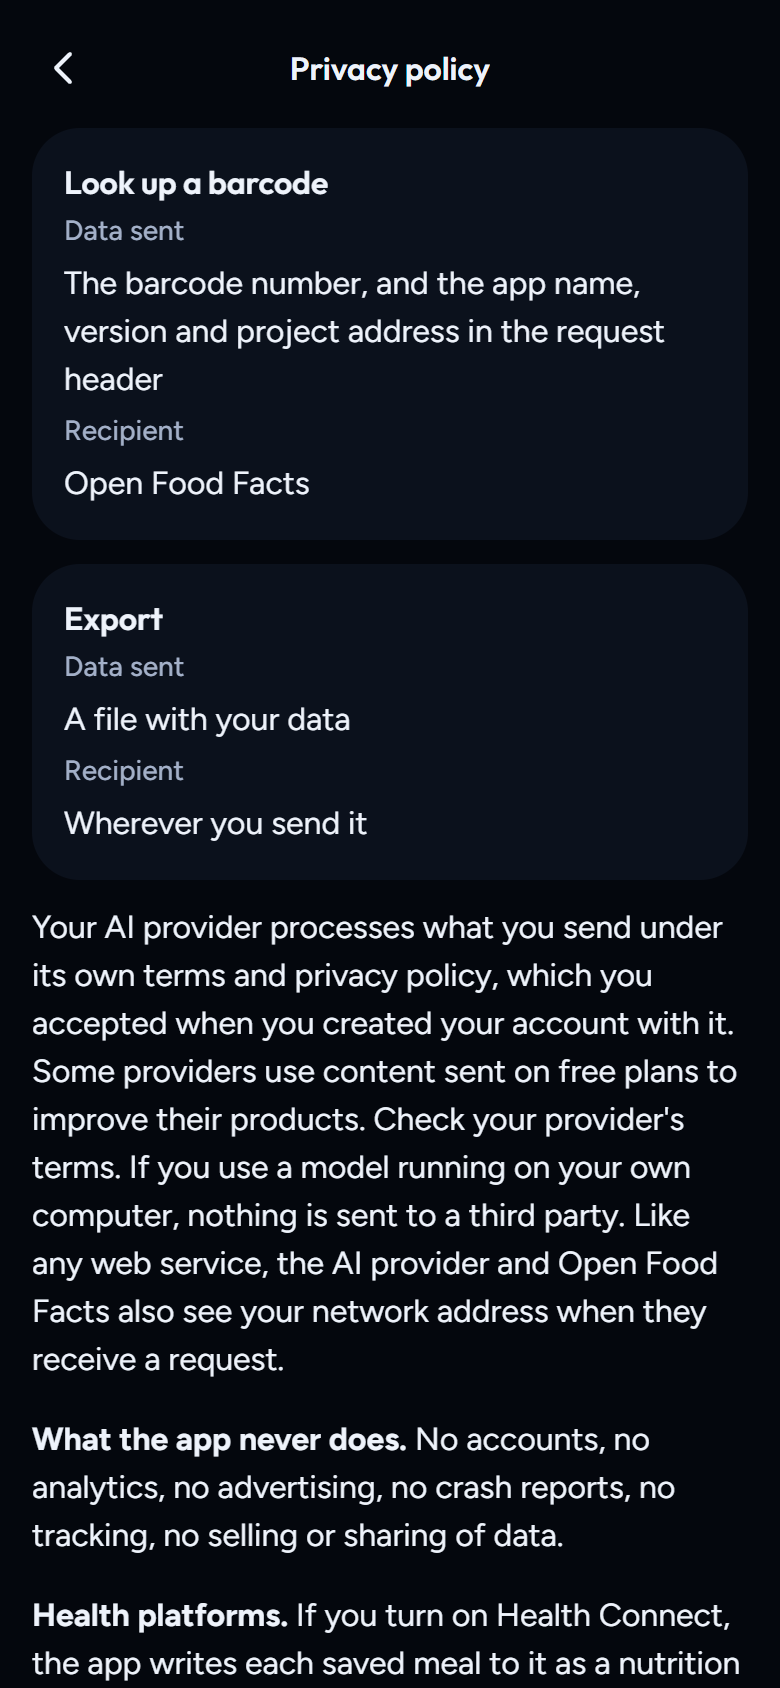 Privacy policy
Look up a barcode
Data sent
The barcode number, and the app name,
version and project address in the request
header
Recipient
Open Food Facts
Export
Data sent
A file with your data
Recipient
Wherever you send it
Your AI provider processes what you send under
its own terms and privacy policy, which you
accepted when you created your account with it.
Some providers use content sent on free plans to
improve their products. Check your provider's
terms. If you use a model running on your own
computer, nothing is sent to a third party. Like
any web service, the AI provider and Open Food
Facts also see your network address when they
receive a request.
What the app never does. No accounts, no
analytics, no advertising, no crash reports, no
tracking, no selling or sharing of data.
Health platforms. If you turn on Health Connect,
the app writes each saved meal to it as a nutrition